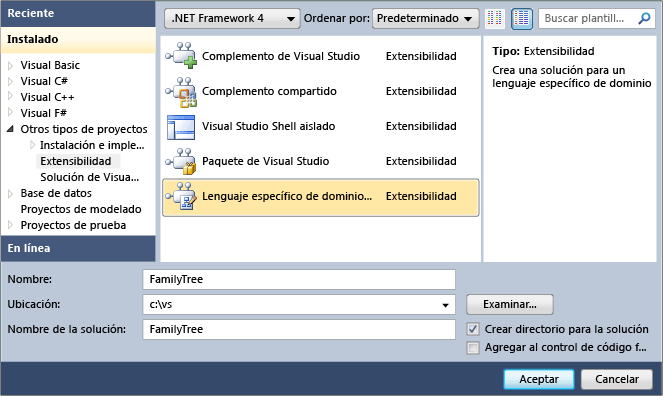 Reciente
.NET Framework 4
Ordenar por:
Predeterminado
Buscar plantill...
Instalado
Visual Basic
Visual C#
Visual C++
Visual F#
Otros tipos de proyectos
Instalación e imple...
Extensibilidad
Solución de Visua...
Base de datos
Proyectos de modelado
Proyectos de prueba
En línea
Complemento de Visual Studio Extensibilidad
Complemento compartido Extensibilidad
Visual Studio Shell aislado Extensibilidad
Paquete de Visual Studio Extensibilidad
Lenguaje específico de dominio... Extensibilidad
Tipo: Extensibilidad
Crea una solución para un
lenguaje específico de dominio
Nombre: FamilyTree
Ubicación: c:\vs Examinar...
Nombre de la solución: FamilyTree
Crear directorio para la solución
Agregar al control de código f...
Aceptar Cancelar